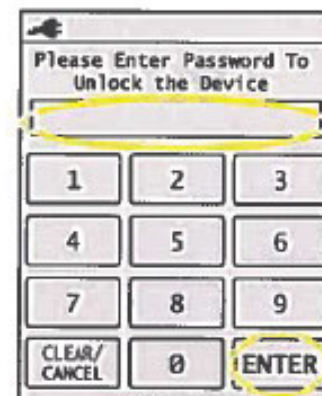 Please Enter Password To
Unlock the Device
1 2 3
4 5 6
7 8 9
CLEAR/ 0 ENTER
CANCEL